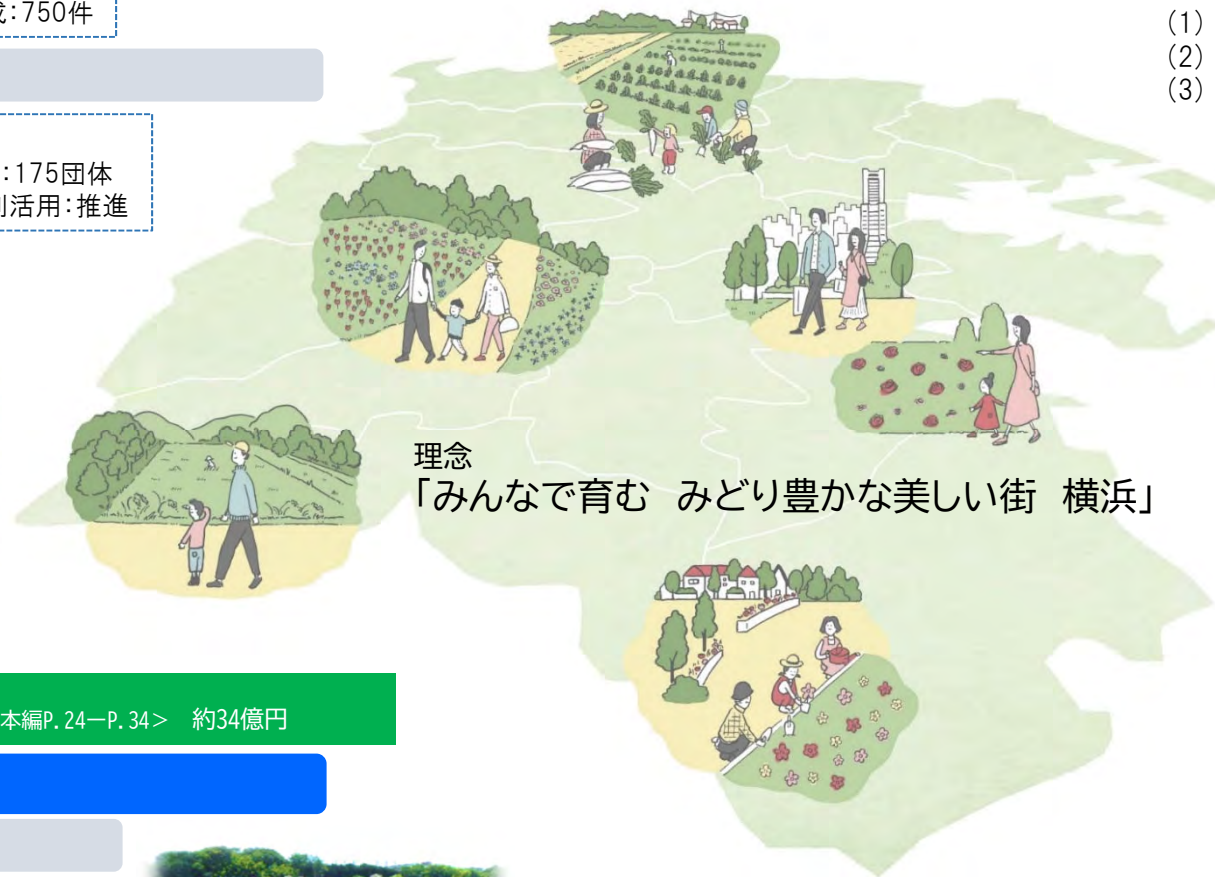 成:750件
(1)
(2)
(3)
:175団体
利活用:推進
理念
「みんなで育む　みどり豊かな美しい街　横浜」
本編P.24－P.34＞　約34億円